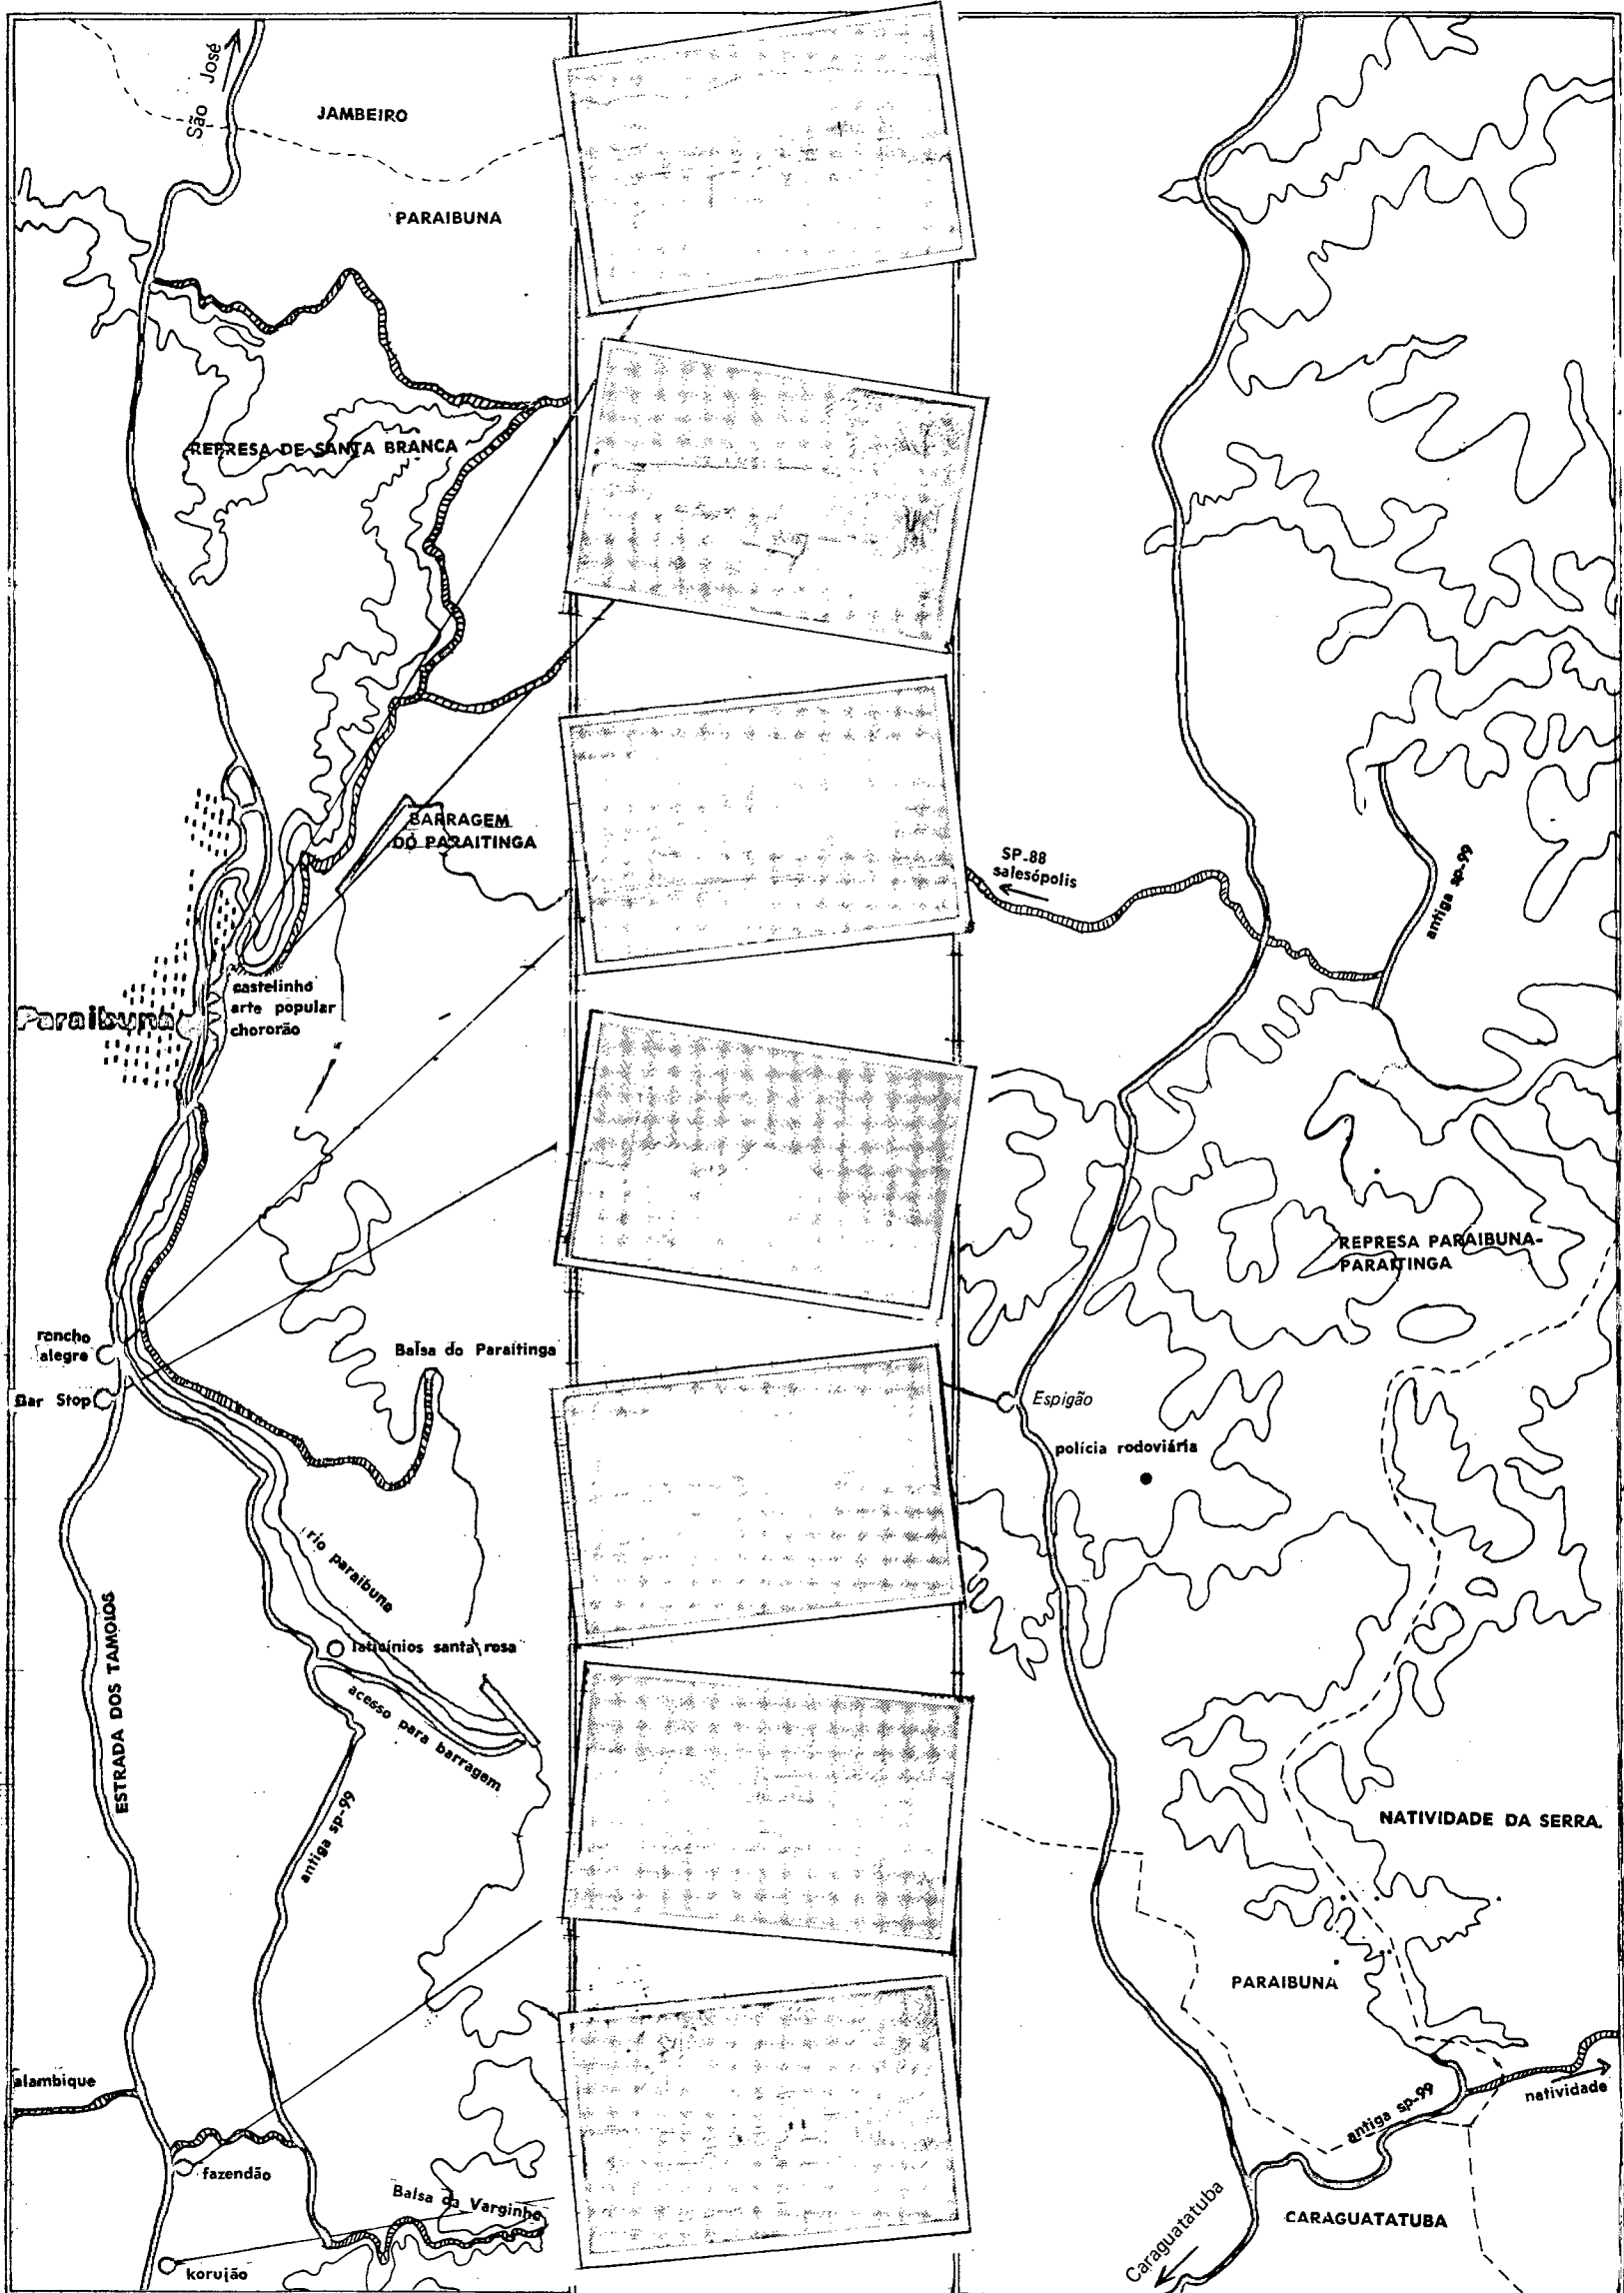 São José
JAMBEIRO
PARAIBUNA
REPRESA DE SANTA BRANCA
BARRAGEM
DO PARAITINGA
castelinho
arte popular
chororão
Paraibuna
rancho
alegre
Bar Stop
Balsa do Paraitinga
rio paraibuna
laticínios santa rosa
acesso para barragem
ESTRADA DOS TAMOIOS
antiga sp-99
alambique
fazendão
Balsa da Varginha
korujão
SP-88
salesópolis
antiga sp-99
REPRESA PARAIBUNA-
PARAITINGA
Espigão
polícia rodoviária
NATIVIDADE DA SERRA.
PARAIBUNA
antiga sp-99
natividade
Caraguatatuba
CARAGUATATUBA